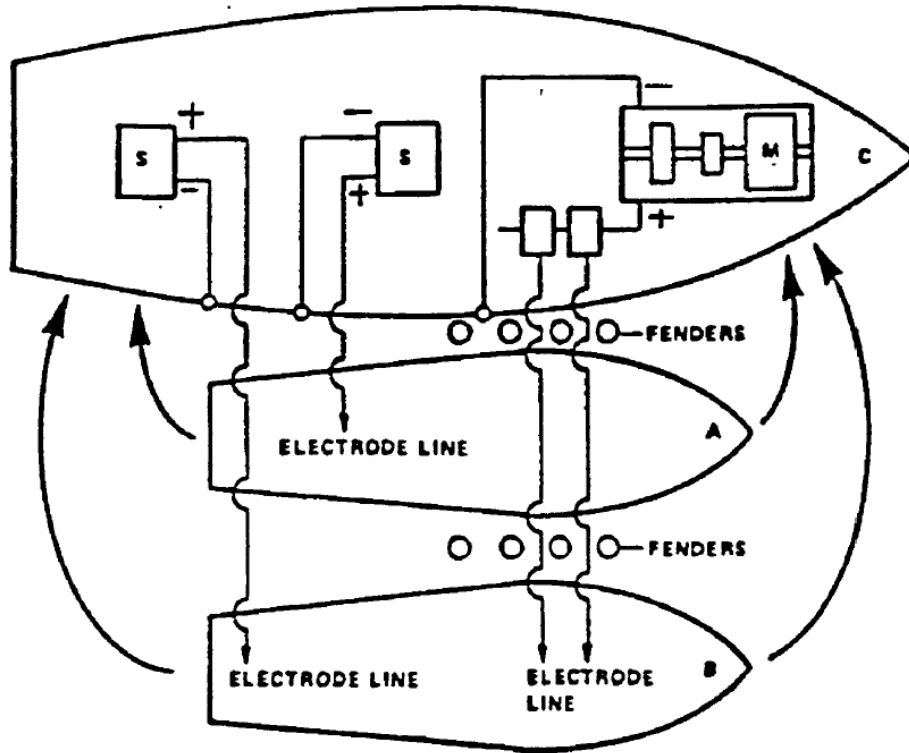 +
−
S
−
+
S
−
+
M
C
FENDERS
A
ELECTRODE LINE
FENDERS
B
ELECTRODE LINE
ELECTRODE
LINE